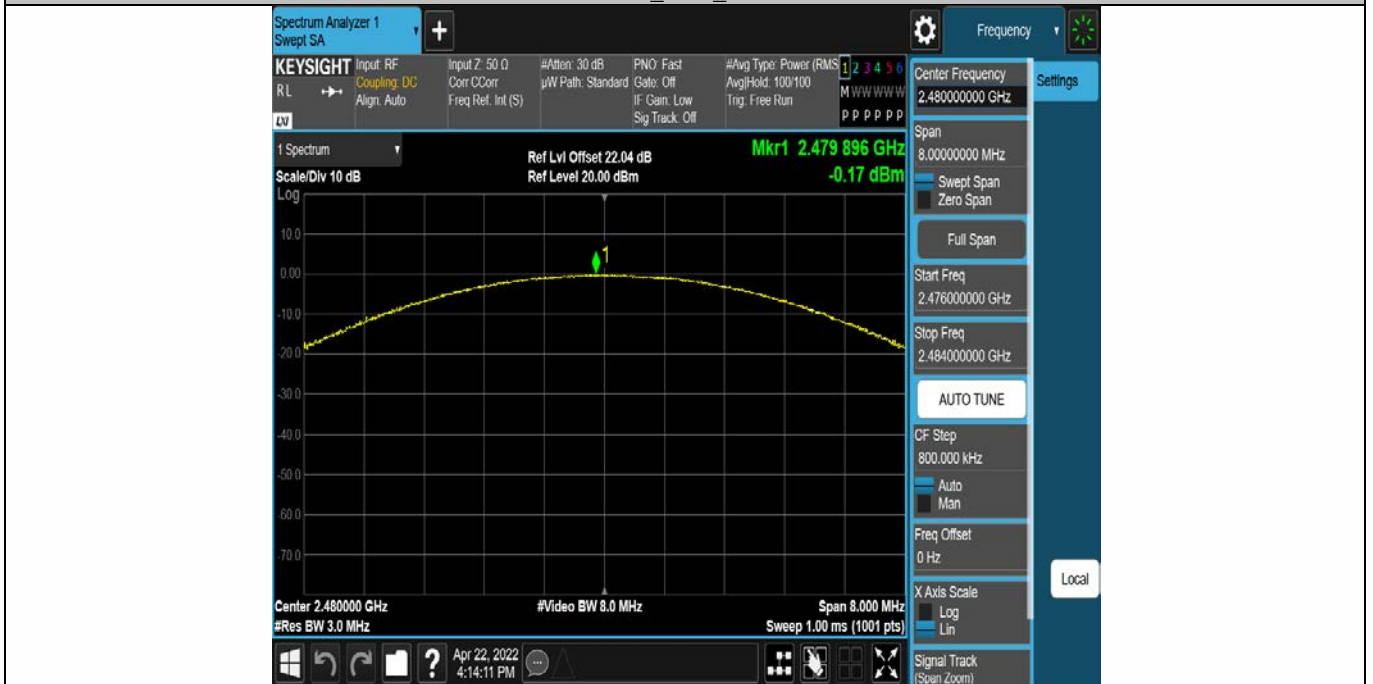 Spectrum Analyzer 1
Swept SA
Frequency
KEYSIGHT
RL
LXI
Input: RF
Coupling: DC
Align: Auto
Input Z: 50 Ω
Corr CCorr
Freq Ref: Int (S)
#Atten: 30 dB
µW Path: Standard
PNO: Fast
Gate: Off
IF Gain: Low
Sig Track: Off
#Avg Type: Power (RMS
Avg|Hold: 100/100
Trig: Free Run
1 2 3 4 5 6
M W W W W W
P P P P P P
1 Spectrum
Scale/Div 10 dB
Log
Ref Lvl Offset 22.04 dB
Ref Level 20.00 dBm
Mkr1 2.479 896 GHz
-0.17 dBm
10.0
0.00
-10.0
-20.0
-30.0
-40.0
-50.0
-60.0
-70.0
1
Center 2.480000 GHz
#Res BW 3.0 MHz
#Video BW 8.0 MHz
Span 8.000 MHz
Sweep 1.00 ms (1001 pts)
?
Apr 22, 2022
4:14:11 PM
Center Frequency
2.480000000 GHz
Span
8.00000000 MHz
Swept Span
Zero Span
Full Span
Start Freq
2.476000000 GHz
Stop Freq
2.484000000 GHz
AUTO TUNE
CF Step
800.000 kHz
Auto
Man
Freq Offset
0 Hz
X Axis Scale
Log
Lin
Signal Track
(Span Zoom)
Settings
Local